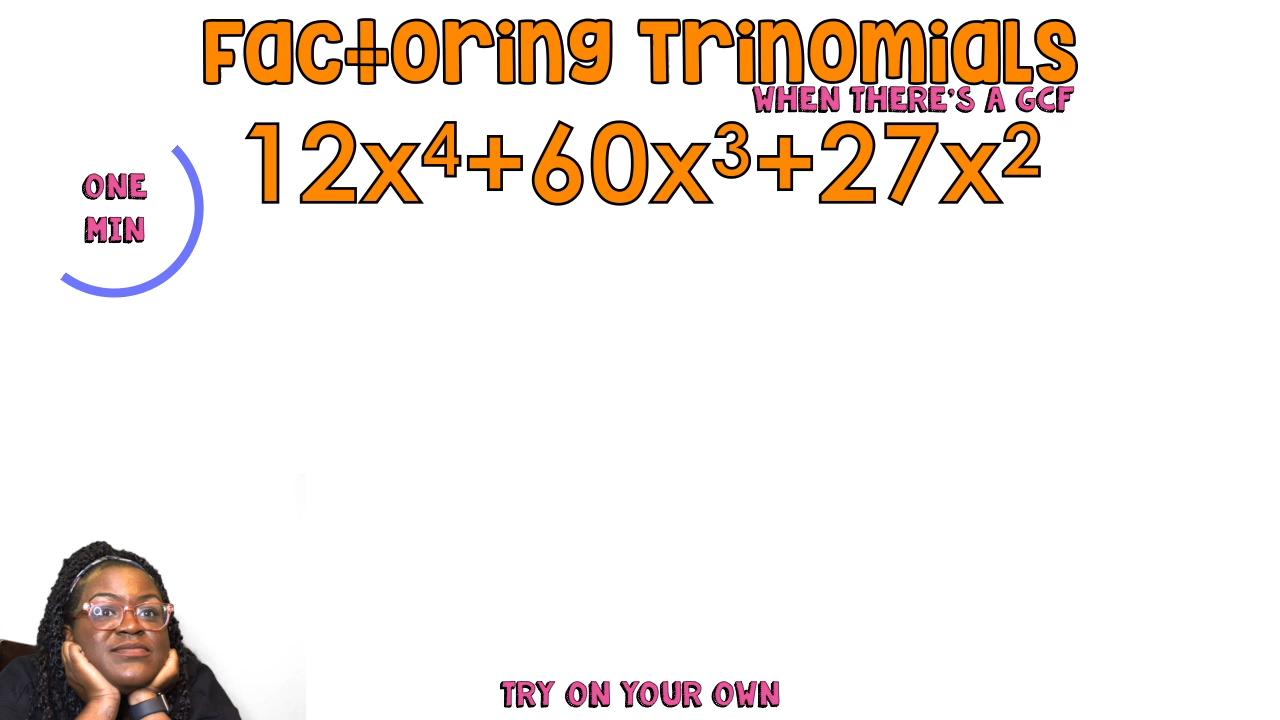 Factoring Trinomials
WHEN THERE'S A GCF
12x⁴+60x³+27x²
ONE
MIN
TRY ON YOUR OWN